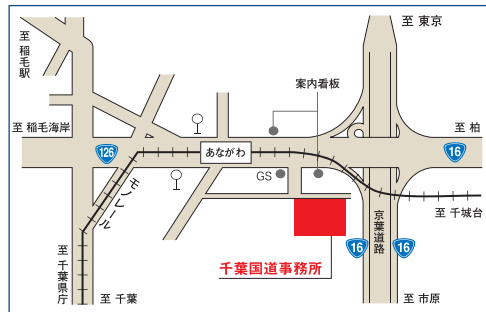 至 東京
至 稲毛駅
案内看板
至 稲毛海岸
至 柏
126
あながわ
16
GS
モノレール
至 千城台
京葉道路
16
16
千葉国道事務所
至 千葉県庁
至 千葉
至 市原